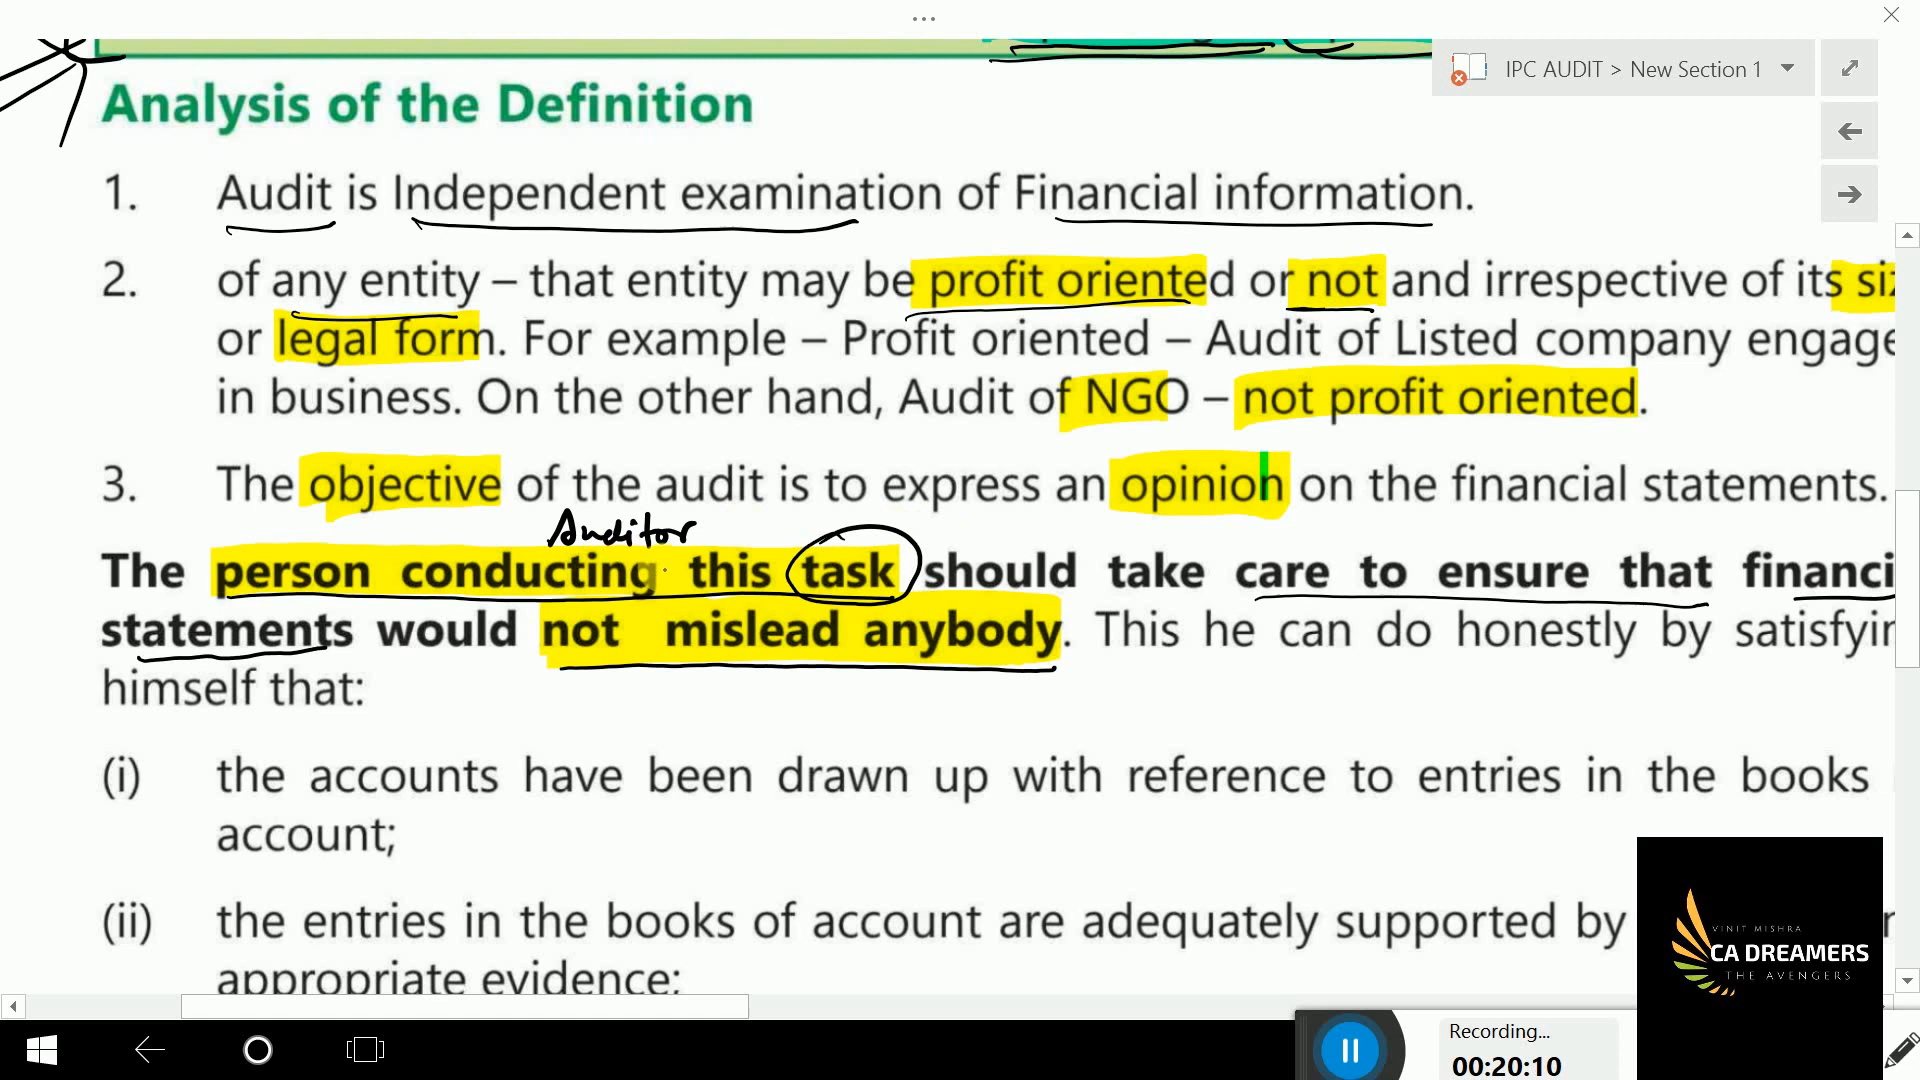 IPC AUDIT > New Section 1
Analysis of the Definition
1. Audit is Independent examination of Financial information.
2. of any entity – that entity may be profit oriented or not and irrespective of its
or legal form. For example – Profit oriented – Audit of Listed company
in business. On the other hand, Audit of NGO – not profit oriented.
3. The objective of the audit is to express an opinion on the financial statements.
Auditor
The person conducting this task should take care to ensure that
statements would not mislead anybody. This he can do honestly by
himself that:
(i) the accounts have been drawn up with reference to entries in the books
account;
(ii) the entries in the books of account are adequately supported by
appropriate evidence;
VINIT MISHRA
CA DREAMERS
THE AVENGERS
Recording...
00:20:10